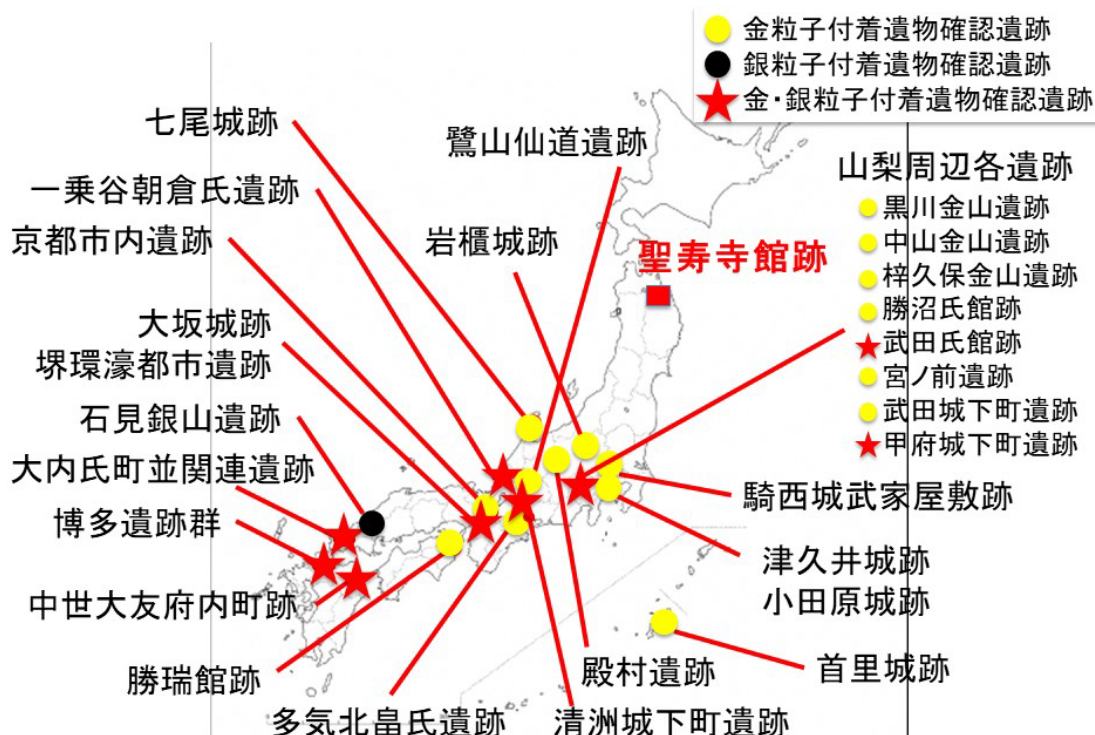 金粒子付着遺物確認遺跡
銀粒子付着遺物確認遺跡
金・銀粒子付着遺物確認遺跡
七尾城跡
鷺山仙道遺跡
一乗谷朝倉氏遺跡
京都市内遺跡
岩櫃城跡
聖寿寺館跡
大坂城跡
堺環濠都市遺跡
石見銀山遺跡
大内氏町並関連遺跡
博多遺跡群
中世大友府内町跡
勝瑞館跡
多気北畠氏遺跡
清洲城下町遺跡
殿村遺跡
首里城跡
津久井城跡
小田原城跡
騎西城武家屋敷跡
山梨周辺各遺跡
黒川金山遺跡
中山金山遺跡
梓久保金山遺跡
勝沼氏館跡
武田氏館跡
宮ノ前遺跡
武田城下町遺跡
甲府城下町遺跡